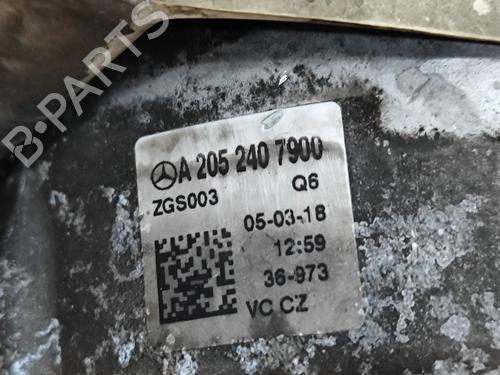 B-PARTS
A 205 240 7900
ZGS003 Q6
05-03-18
12:59
36-973
VC CZ